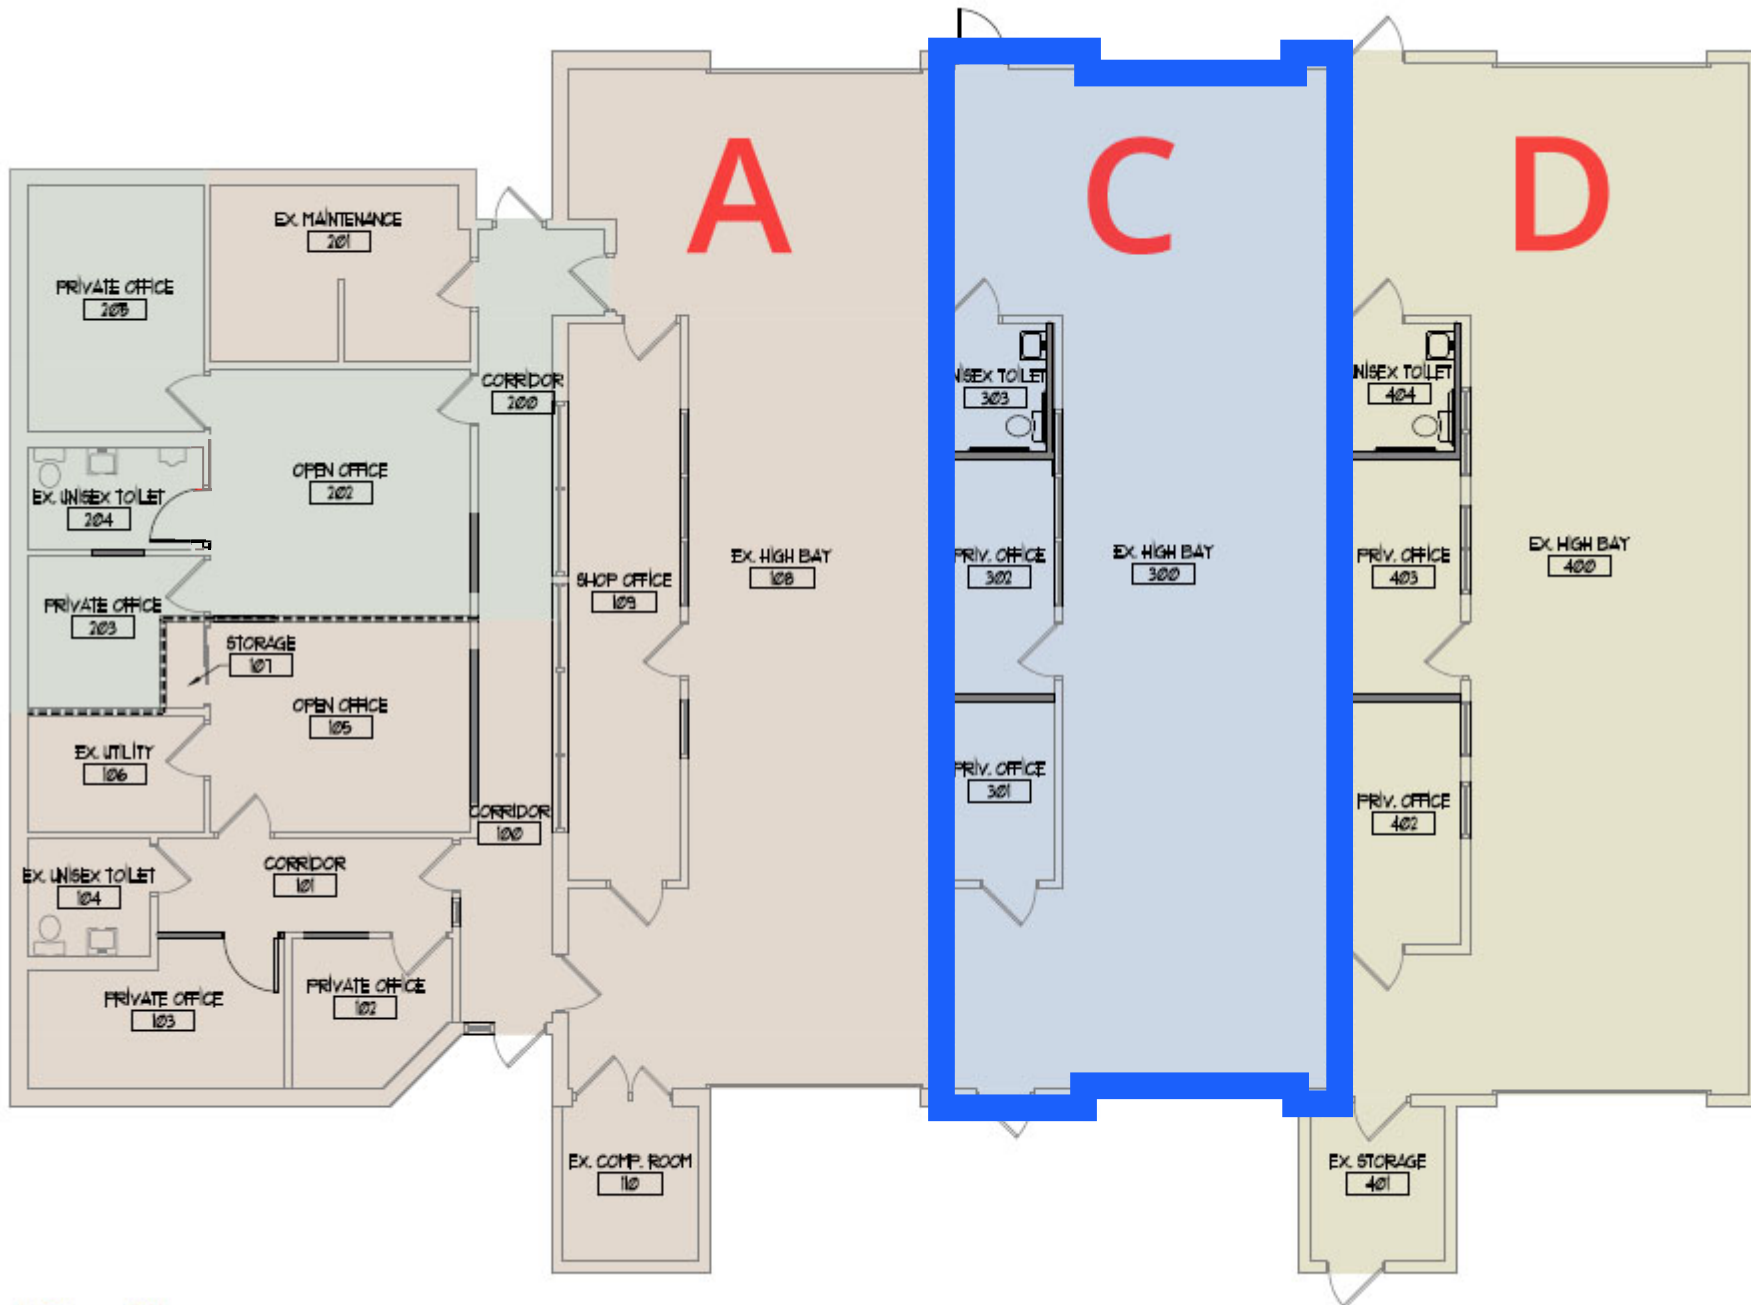 A
C
D
EX. MAINTENANCE
201
PRIVATE OFFICE
205
CORRIDOR
200
OPEN OFFICE
202
EX. UNISEX TOILET
204
PRIVATE OFFICE
203
STORAGE
107
OPEN OFFICE
105
EX. UTILITY
106
CORRIDOR
100
CORRIDOR
101
EX. UNISEX TOILET
104
PRIVATE OFFICE
103
PRIVATE OFFICE
102
SHOP OFFICE
109
EX. HIGH BAY
108
EX. COMP. ROOM
110
NISEX TOILET
303
PRIV. OFFICE
302
EX. HIGH BAY
300
PRIV. OFFICE
301
NISEX TOILET
404
PRIV. OFFICE
403
EX. HIGH BAY
400
PRIV. OFFICE
402
EX. STORAGE
401